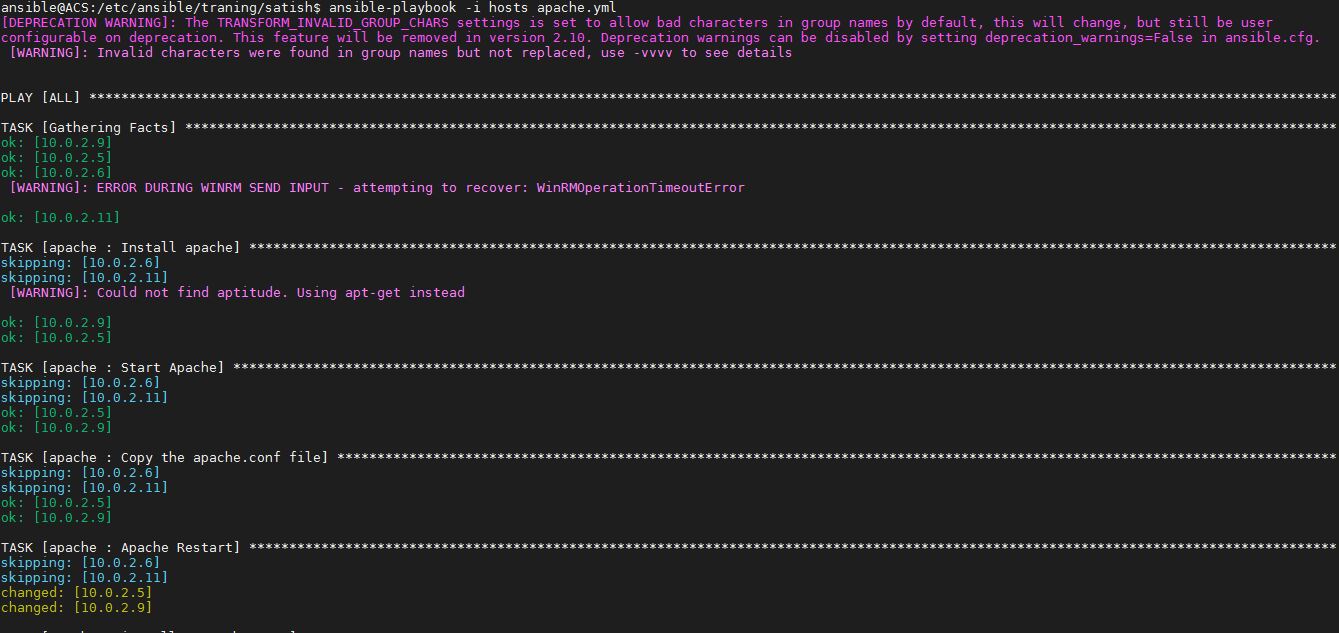 ansible@ACS:/etc/ansible/traning/satish$ ansible-playbook -i hosts apache.yml
[DEPRECATION WARNING]: The TRANSFORM_INVALID_GROUP_CHARS settings is set to allow bad characters in group names by default, this will change, but still be user
configurable on deprecation. This feature will be removed in version 2.10. Deprecation warnings can be disabled by setting deprecation_warnings=False in ansible.cfg.
[WARNING]: Invalid characters were found in group names but not replaced, use -vvvv to see details
PLAY [ALL] ************************************************************************************************************************************************************
TASK [Gathering Facts] ************************************************************************************************************************************************
ok: [10.0.2.9]
ok: [10.0.2.5]
ok: [10.0.2.6]
[WARNING]: ERROR DURING WINRM SEND INPUT - attempting to recover: WinRMOperationTimeoutError
ok: [10.0.2.11]
TASK [apache : Install apache] ****************************************************************************************************************************************
skipping: [10.0.2.6]
skipping: [10.0.2.11]
[WARNING]: Could not find aptitude. Using apt-get instead
ok: [10.0.2.9]
ok: [10.0.2.5]
TASK [apache : Start Apache] ******************************************************************************************************************************************
skipping: [10.0.2.6]
skipping: [10.0.2.11]
ok: [10.0.2.5]
ok: [10.0.2.9]
TASK [apache : Copy the apache.conf file] *****************************************************************************************************************************
skipping: [10.0.2.6]
skipping: [10.0.2.11]
ok: [10.0.2.5]
ok: [10.0.2.9]
TASK [apache : Apache Restart] ****************************************************************************************************************************************
skipping: [10.0.2.6]
skipping: [10.0.2.11]
changed: [10.0.2.5]
changed: [10.0.2.9]